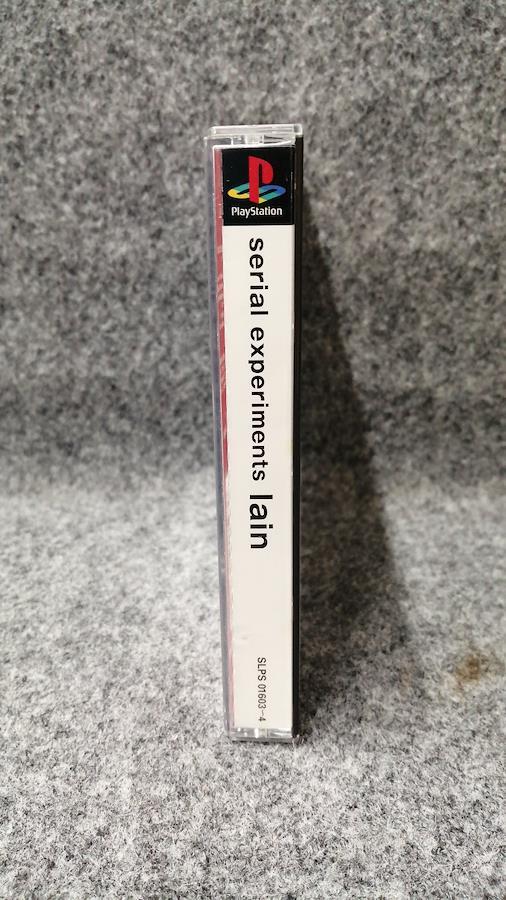 PlayStation
serial experiments lain
SLPS 01603-4